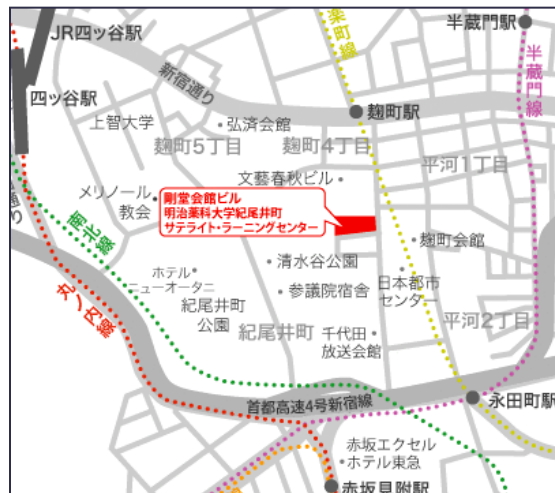 JR四ツ谷駅
四ツ谷駅
新宿通り
楽町線
半蔵門駅
半蔵門線
上智大学
弘済会館
麹町駅
麹町5丁目
麹町4丁目
平河1丁目
文藝春秋ビル
メリノール
教会
剛堂会館ビル
明治薬科大学紀尾井町
サテライト・ラーニングセンター
通り
南北線
丸ノ内線
麹町会館
清水谷公園
ホテル
ニューオータニ
参議院宿舎
日本都市
センター
紀尾井町
公園
紀尾井町
千代田
放送会館
平河2丁目
首都高速4号新宿線
永田町駅
赤坂エクセル
ホテル東急
赤坂見附駅